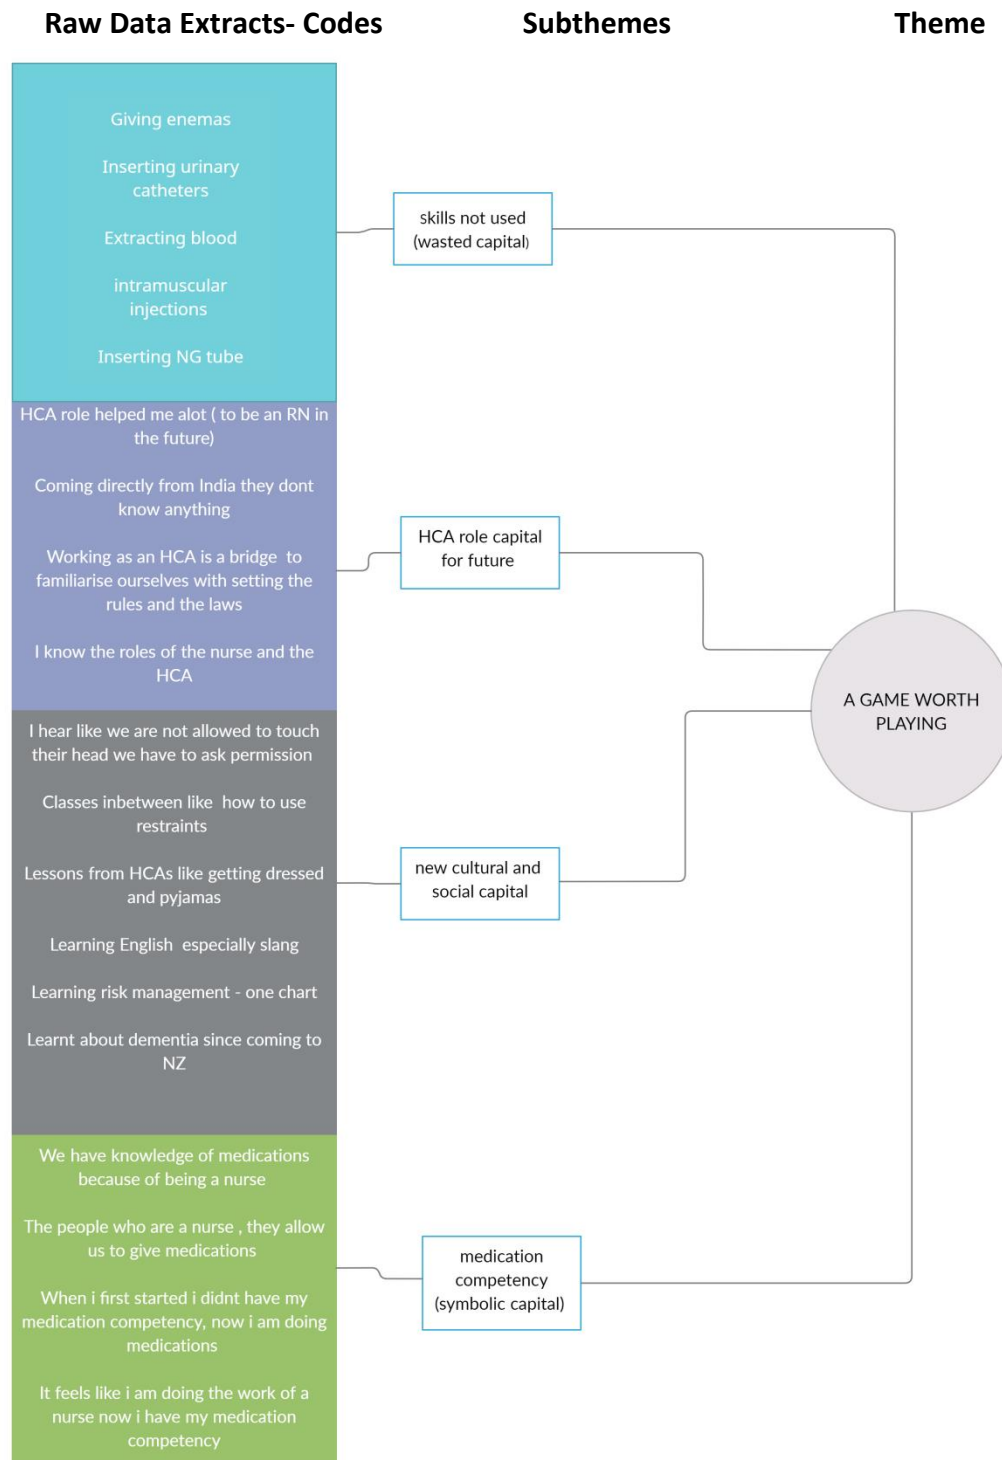 Raw Data Extracts- Codes
Subthemes
Theme
Giving enemas
Inserting urinary
catheters
Extracting blood
intramuscular
injections
Inserting NG tube
skills not used
(wasted capital)
HCA role helped me alot ( to be an RN in
the future)
Coming directly from India they dont
know anything
Working as an HCA is a bridge to
familiarise ourselves with setting the
rules and the laws
I know the roles of the nurse and the
HCA
HCA role capital
for future
I hear like we are not allowed to touch
their head we have to ask permission
Classes inbetween like how to use
restraints
Lessons from HCAs like getting dressed
and pyjamas
Learning English especially slang
Learning risk management - one chart
Learnt about dementia since coming to
NZ
new cultural and
social capital
We have knowledge of medications
because of being a nurse
The people who are a nurse , they allow
us to give medications
When i first started i didnt have my
medication competency, now i am doing
medications
It feels like i am doing the work of a
nurse now i have my medication
competency
medication
competency
(symbolic capital)
A GAME WORTH
PLAYING